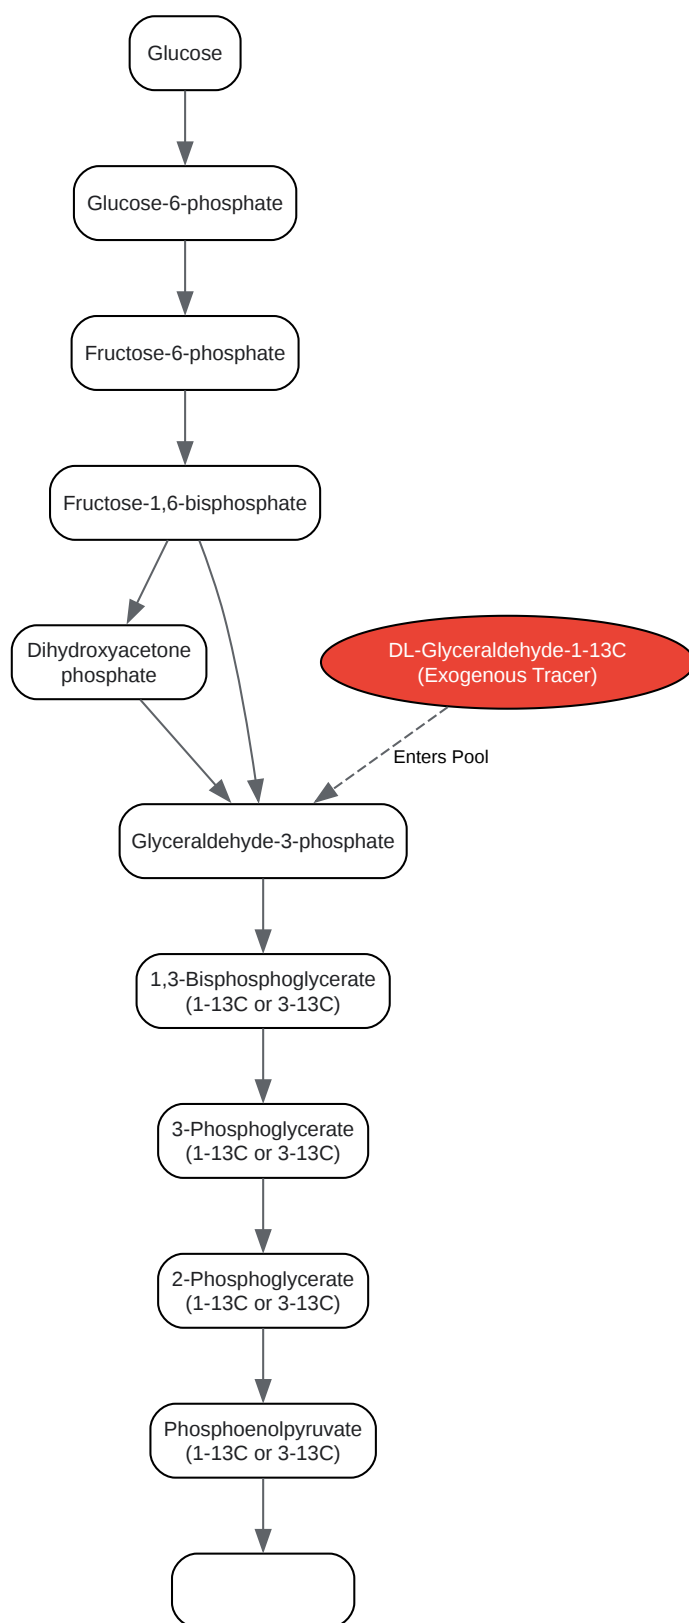 Glucose
Glucose-6-phosphate
Fructose-6-phosphate
Fructose-1,6-bisphosphate
Dihydroxyacetone
phosphate
DL-Glyceraldehyde-1-13C
(Exogenous Tracer)
Enters Pool
Glyceraldehyde-3-phosphate
1,3-Bisphosphoglycerate
(1-13C or 3-13C)
3-Phosphoglycerate
(1-13C or 3-13C)
2-Phosphoglycerate
(1-13C or 3-13C)
Phosphoenolpyruvate
(1-13C or 3-13C)